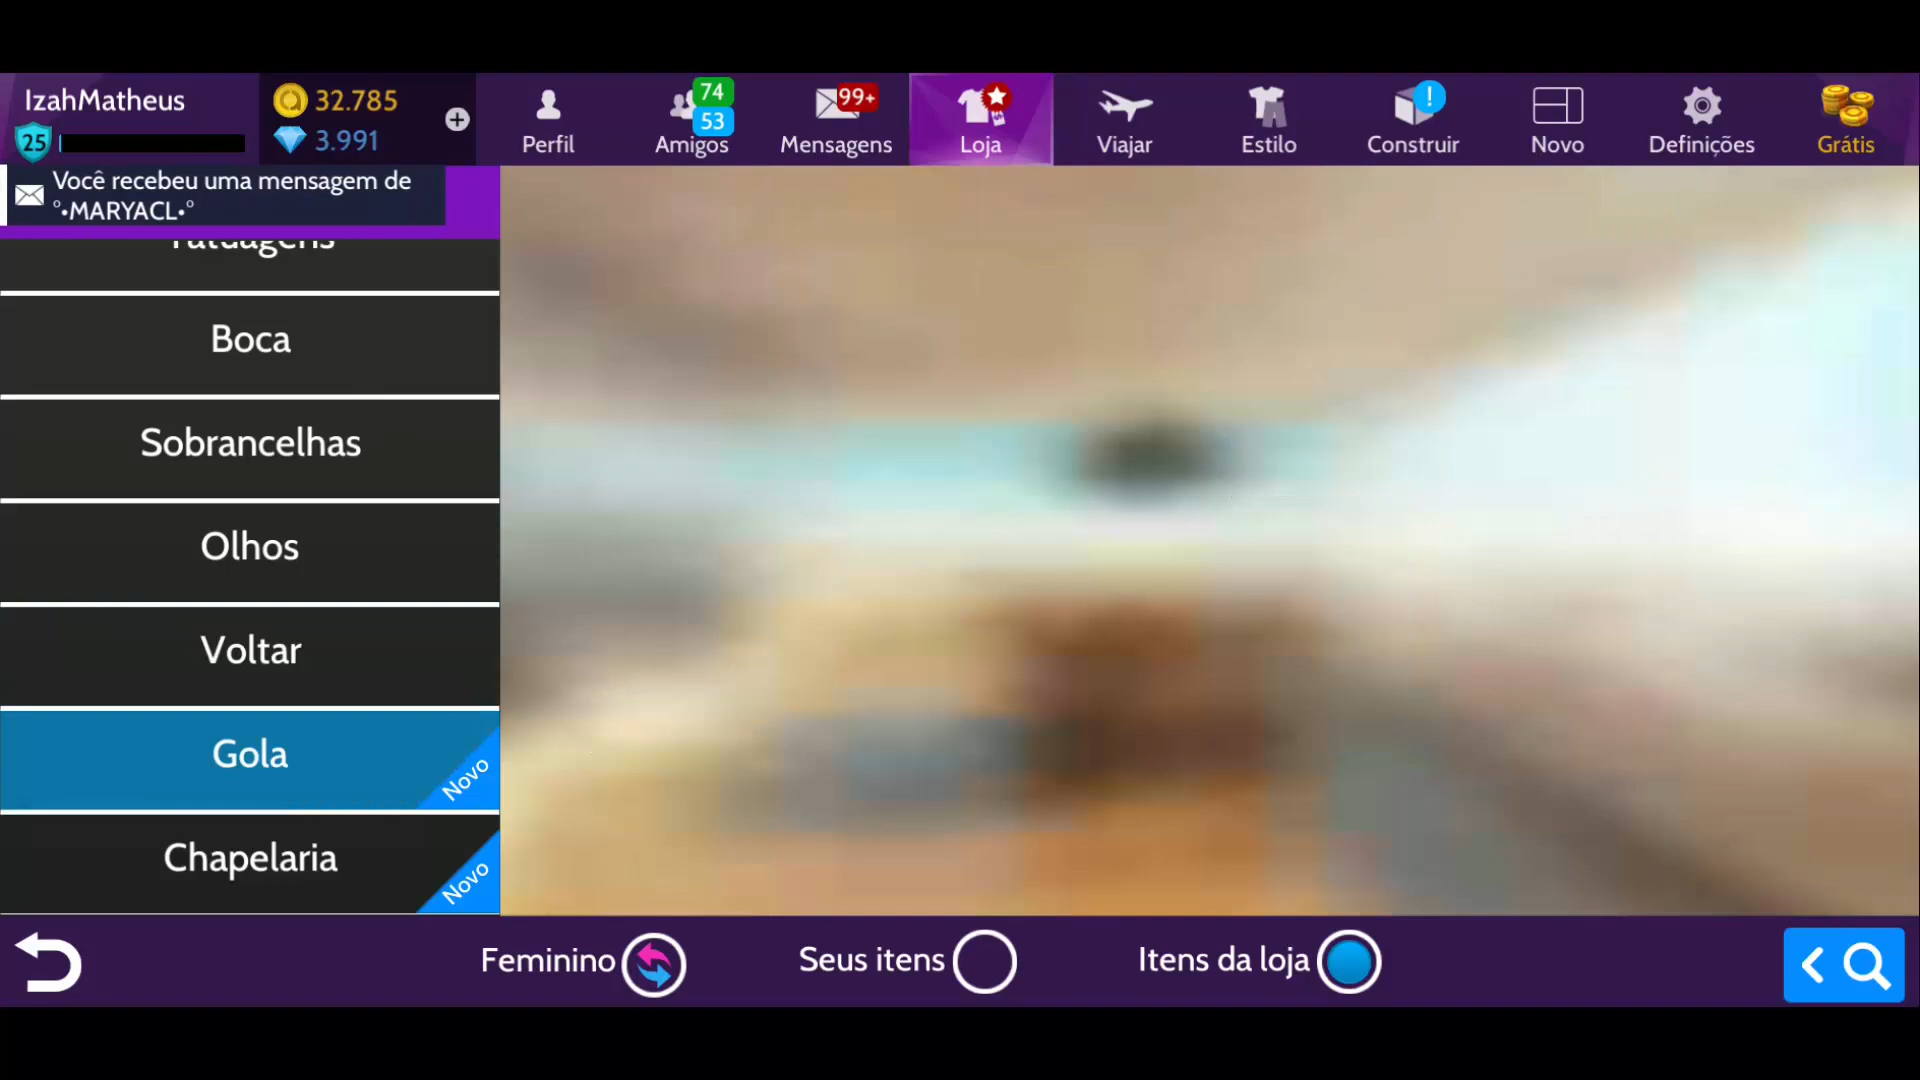 IzahMatheus
25
32.785
3.991
Perfil
74
53
Amigos
99+
Mensagens
Loja
Viajar
Estilo
!
Construir
Novo
Definições
Grátis
Você recebeu uma mensagem de
°•MARYACL•°
Tatuagens
Boca
Sobrancelhas
Olhos
Voltar
Gola
Novo
Chapelaria
Novo
Feminino
Seus itens
Itens da loja